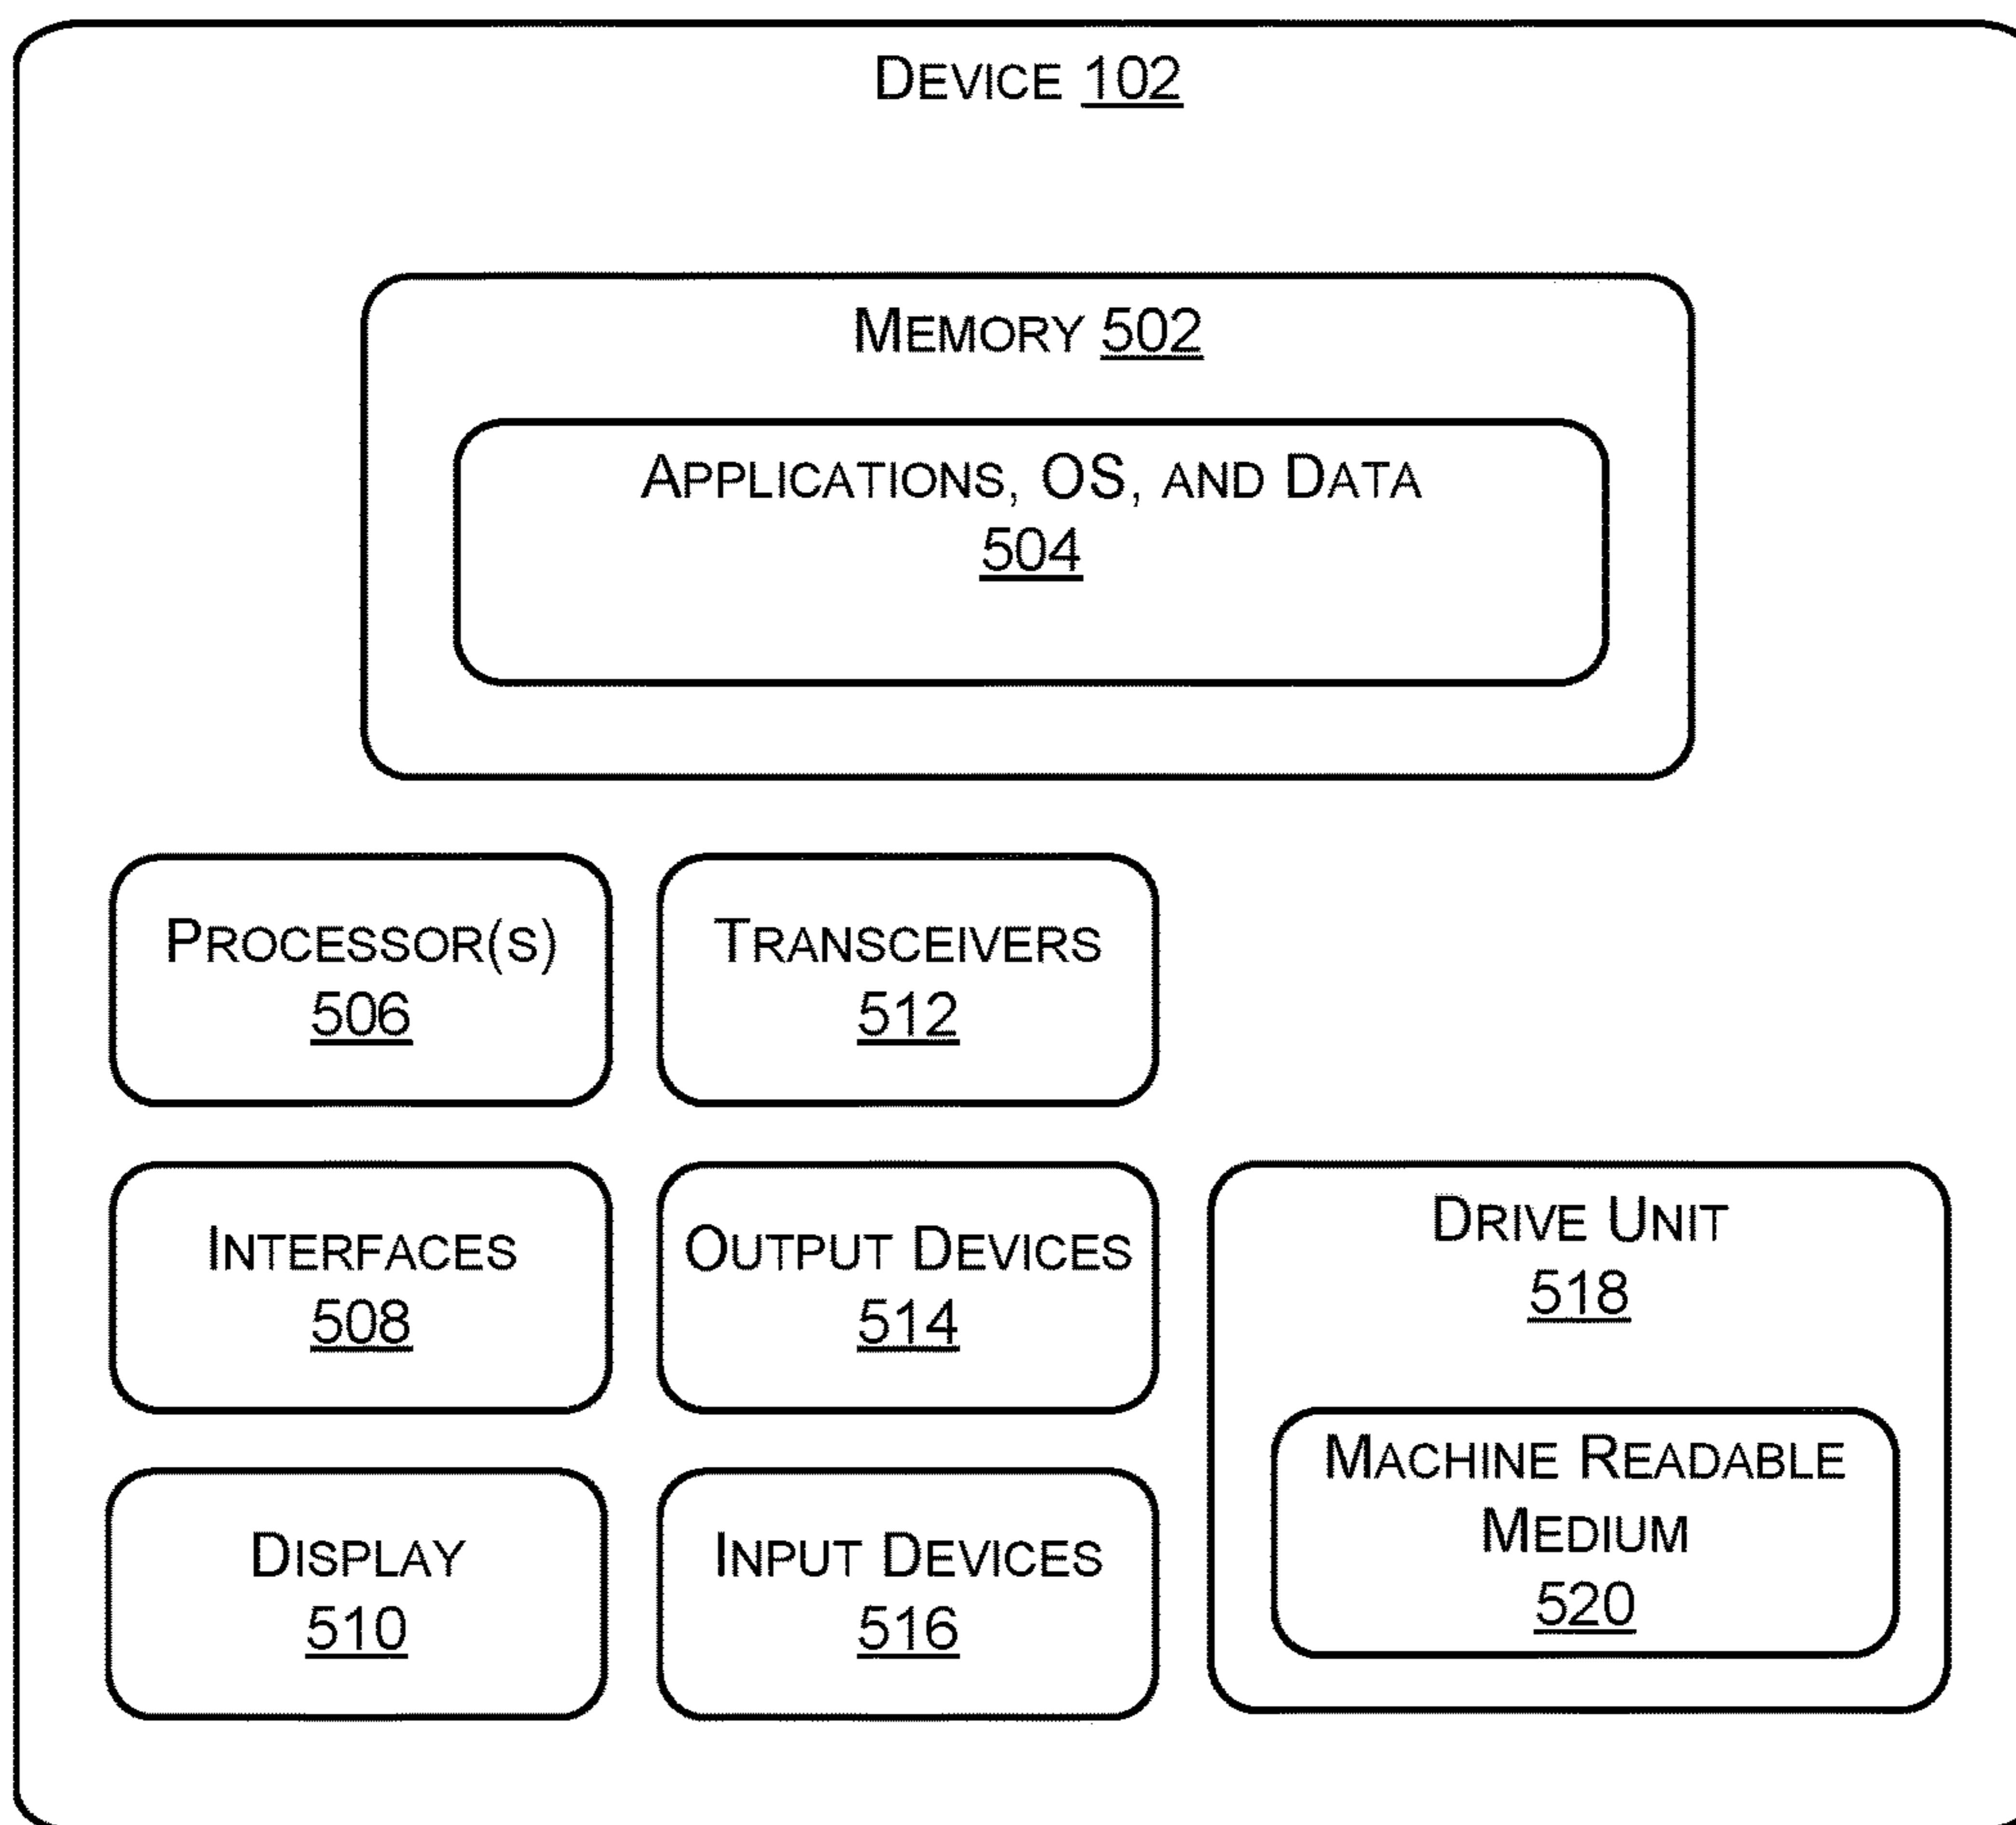 DEVICE 102
MEMORY 502
APPLICATIONS, OS, AND DATA
504
PROCESSOR(S)
506
TRANSCEIVERS
512
INTERFACES
508
OUTPUT DEVICES
514
DRIVE UNIT
518
MACHINE READABLE
MEDIUM
520
DISPLAY
510
INPUT DEVICES
516